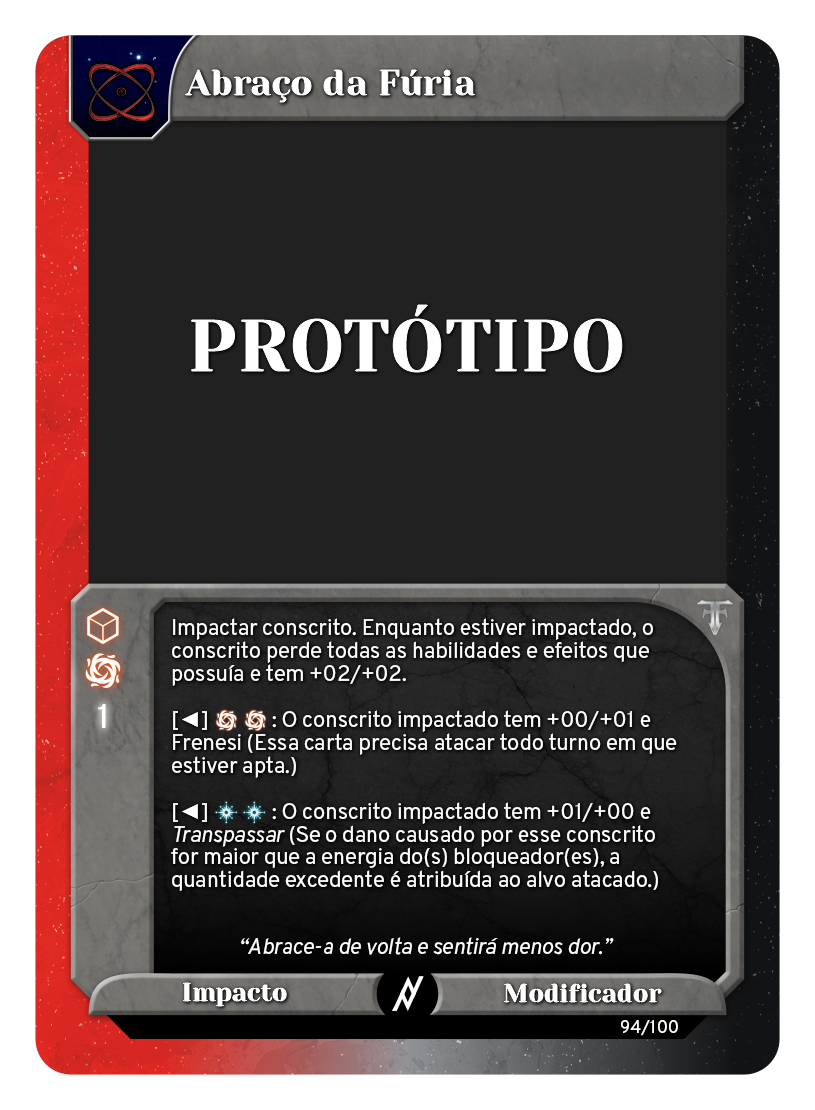 Abraço da Fúria
PROTÓTIPO
1
Impactar conscrito. Enquanto estiver impactado, o
conscrito perde todas as habilidades e efeitos que
possuía e tem +02/+02.
[◄] : O conscrito impactado tem +00/+01 e
Frenesi (Essa carta precisa atacar todo turno em que
estiver apta.)
[◄] : O conscrito impactado tem +01/+00 e
Transpassar (Se o dano causado por esse conscrito
for maior que a energia do(s) bloqueador(es), a
quantidade excedente é atribuída ao alvo atacado.)
“Abrace-a de volta e sentirá menos dor.”
Impacto
Modificador
94/100